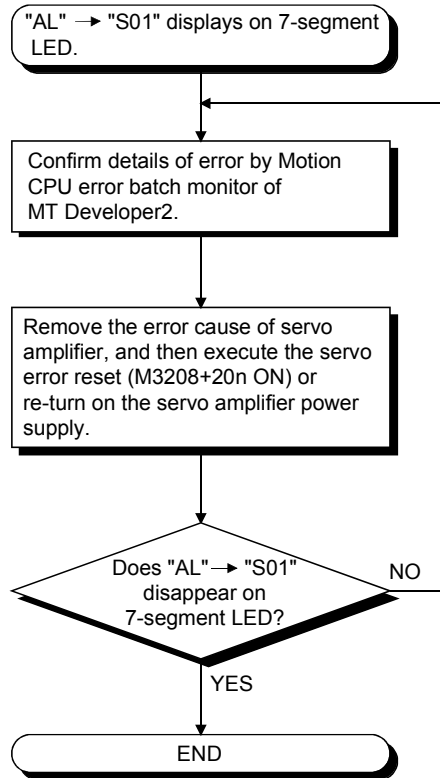 "AL" → "S01" displays on 7-segment
LED.
Confirm details of error by Motion
CPU error batch monitor of
MT Developer2.
Remove the error cause of servo
amplifier, and then execute the servo
error reset (M3208+20n ON) or
re-turn on the servo amplifier power
supply.
Does "AL" → "S01"
disappear on
7-segment LED?
NO
YES
END